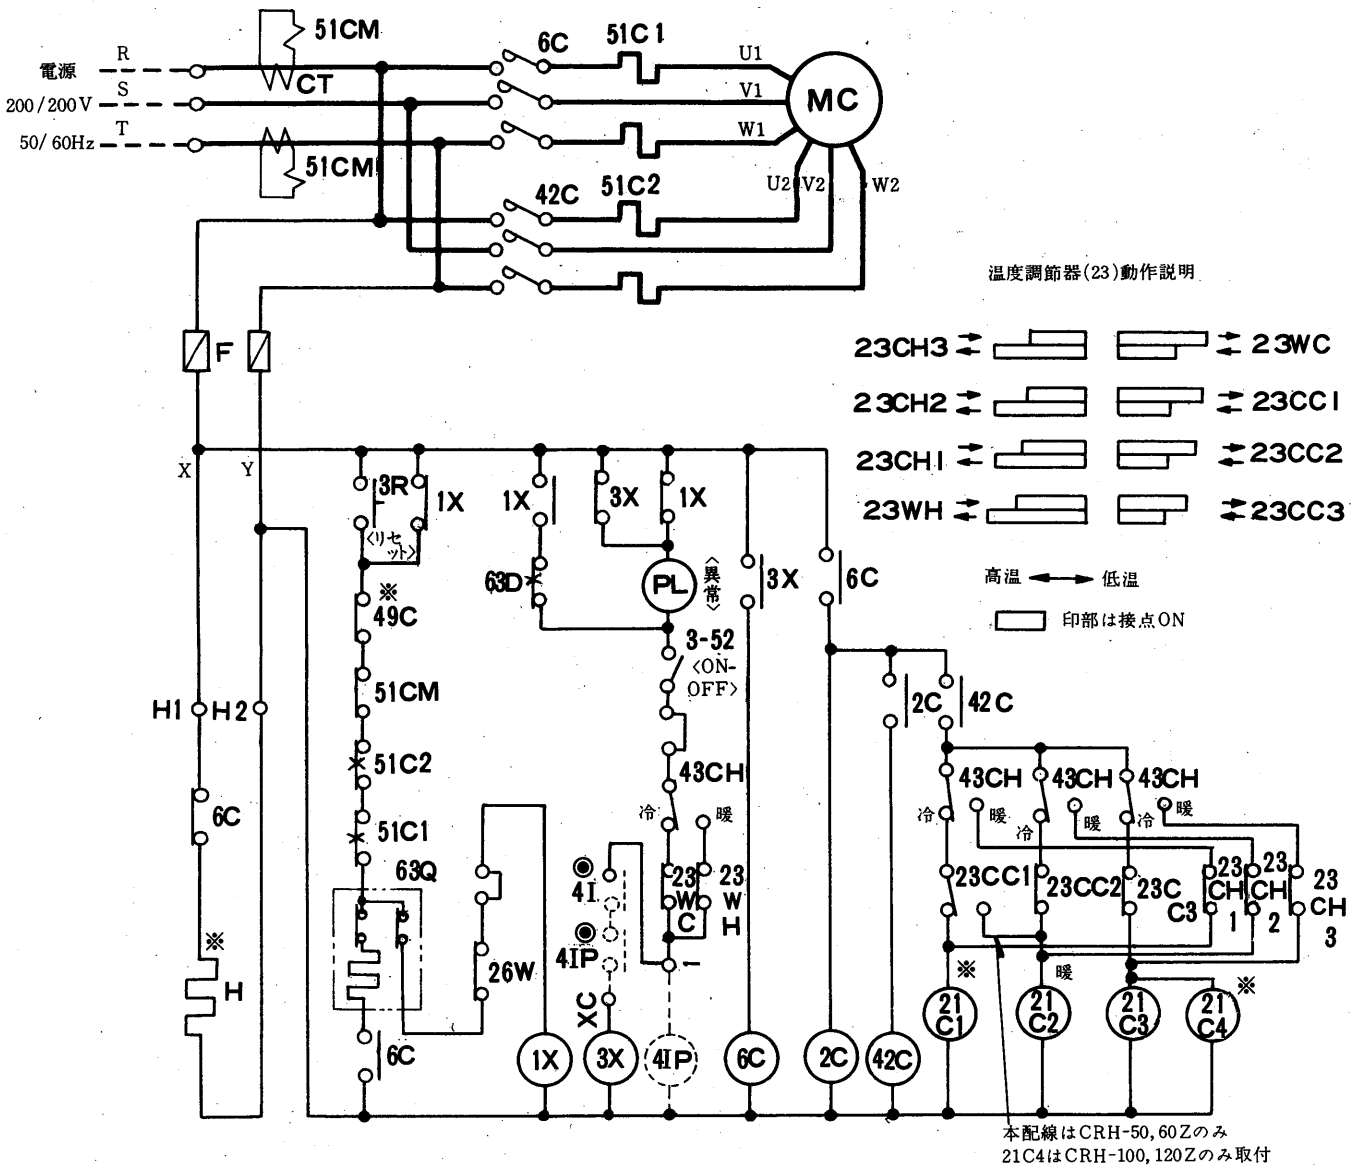 51CM
6C
51C1
電源
R
U1
CT
200/200V
S
V1
MC
50/60Hz
T
W1
51CM
42C
51C2
U2
V2
W2
温度調節器(23)動作説明
F
23CH3
23WC
23CH2
23CC1
23CH1
23CC2
23WH
23CC3
高温
低温
印部は接点ON
X
Y
3R
1X
<リセット>
1X
3X
1X
63D
PL
<異常>
3X
6C
※
49C
3-52
<ON-
OFF>
51CM
H1
H2
2C
42C
51C2
43CH
冷
暖
43CH
43CH
43CH
冷
暖
冷
暖
冷
6C
51C1
63Q
41
41P
23
W
C
23
W
H
23CC1
23CC2
23C
C3
23
CH
1
23
CH
2
23
CH
3
26W
1
※
H
XC
※
暖
※
21
C1
21
C2
21
C3
21
C4
6C
1X
3X
41P
6C
2C
42C
本配線はCRH-50,60Zのみ
21C4はCRH-100,120Zのみ取付